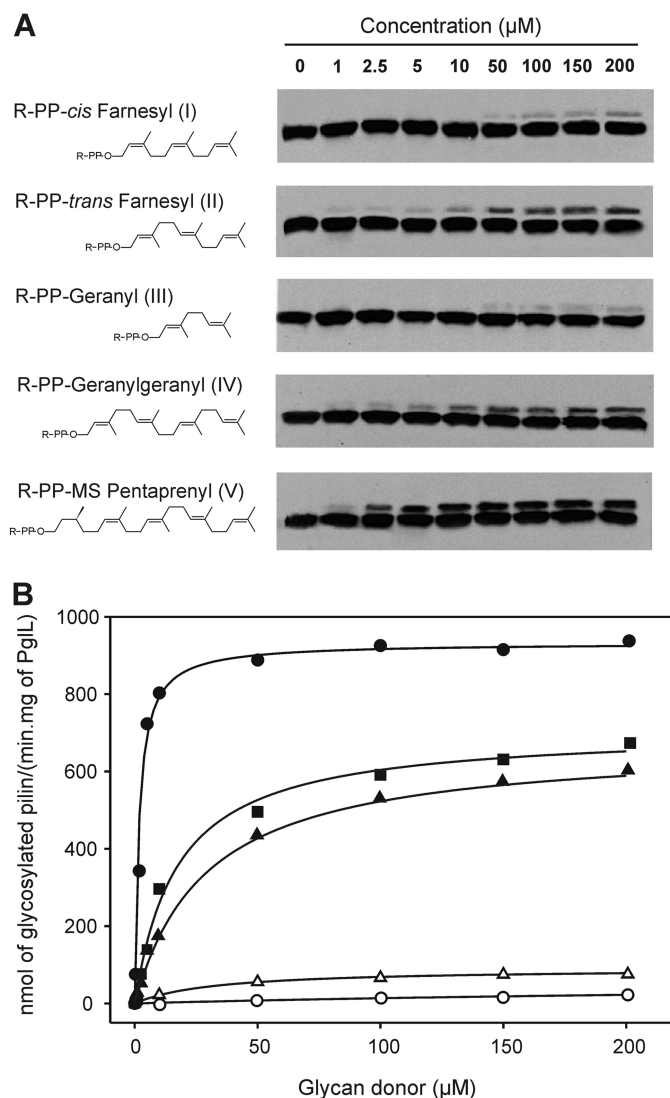 A
Concentration (µM)
0 1 2.5 5 10 50 100 150 200
R-PP-cis Farnesyl (I)
R-PP-O
R-PP-trans Farnesyl (II)
R-PP-O
R-PP-Geranyl (III)
R-PP-O
R-PP-Geranylgeranyl (IV)
R-PP-O
R-PP-MS Pentaprenyl (V)
R-PP-O
B
nmol of glycosylated pilin/(min.mg of PglL)
1000
800
600
400
200
0
0 50 100 150 200
Glycan donor (µM)